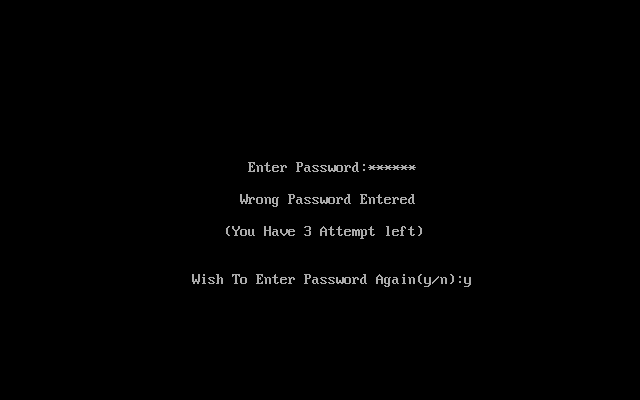 Enter Password:******
Wrong Password Entered
(You Have 3 Attempt left)
Wish To Enter Password Again(y/n):y